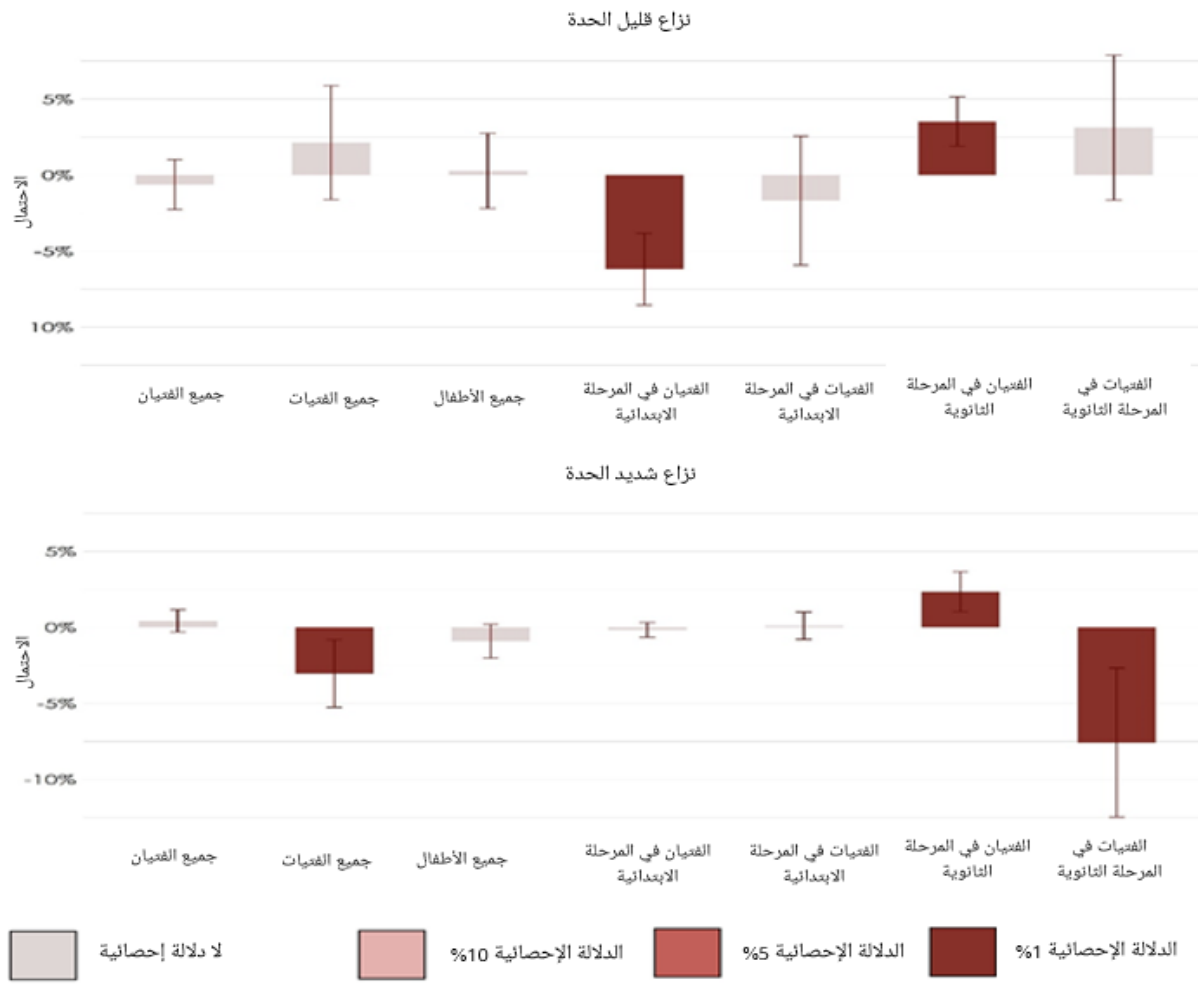 نزاع قليل الحدة
5%
0%
-5%
10%
الاحتمال
جميع الفتيان
جميع الفتيات
جميع الأطفال
الفتيان في المرحلة
الابتدائية
الفتيات في المرحلة
الابتدائية
الفتيان في المرحلة
الثانوية
الفتيات في
المرحلة الثانوية
نزاع شديد الحدة
5%
0%
-5%
-10%
الاحتمال
جميع الفتيان
جميع الفتيات
جميع الأطفال
الفتيان في المرحلة
الابتدائية
الفتيات في المرحلة
الابتدائية
الفتيان في المرحلة
الثانوية
الفتيات في
المرحلة الثانوية
لا دلالة إحصائية
الدلالة الإحصائية 10%
الدلالة الإحصائية 5%
الدلالة الإحصائية 1%